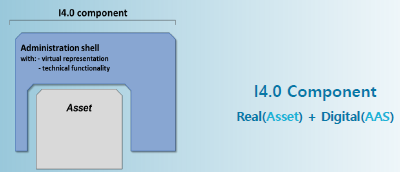 I4.0 component
Administration shell
with: - virtual representation
- technical functionality
Asset
I4.0 Component
Real(Asset) + Digital(AAS)